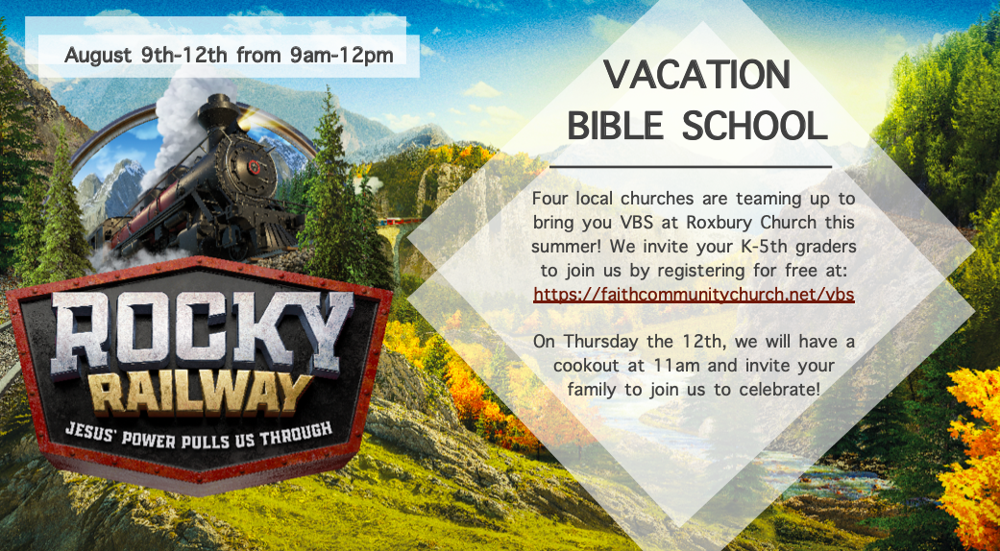 August 9th-12th from 9am-12pm
ROCKY
RAILWAY
JESUS' POWER PULLS US THROUGH
VACATION
BIBLE SCHOOL
Four local churches are teaming up to
bring you VBS at Roxbury Church this
summer! We invite your K-5th graders
to join us by registering for free at:
https://faithcommunitychurch.net/vbs
On Thursday the 12th, we will have a
cookout at 11am and invite your
family to join us to celebrate!